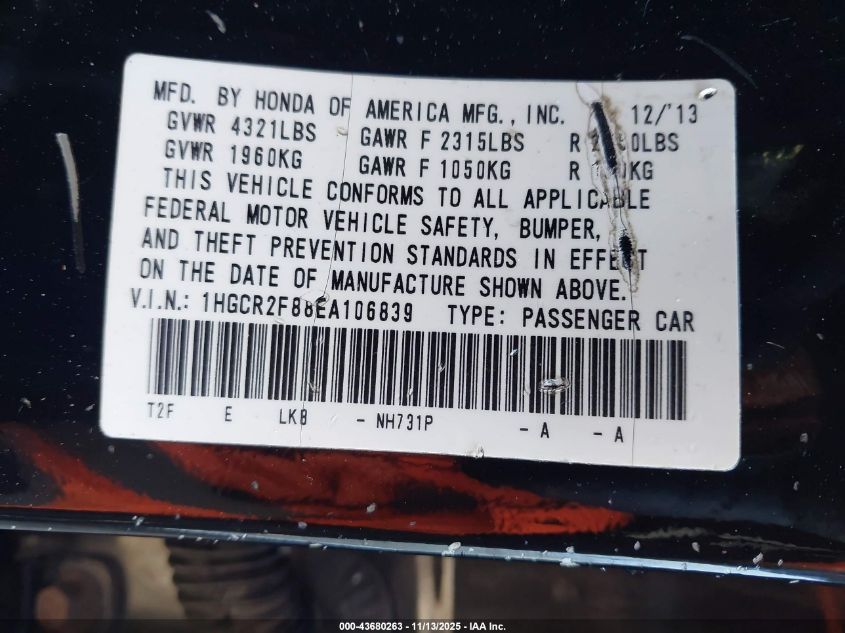 MFD. BY HONDA OF AMERICA MFG., INC. 12/'13
GVWR 4321LBS GAWR F 2315LBS R
GVWR 1960KG GAWR F 1050KG R
THIS VEHICLE CONFORMS TO ALL APPLICABLE
FEDERAL MOTOR VEHICLE SAFETY, BUMPER,
AND THEFT PREVENTION STANDARDS IN EFFECT
ON THE DATE OF MANUFACTURE SHOWN ABOVE.
V.I.N.: 1HGCR2F88EA106839 TYPE: PASSENGER CAR
T2F E LKB - NH731P - A - A
000-43680263 - 11/13/2025 - IAA Inc.